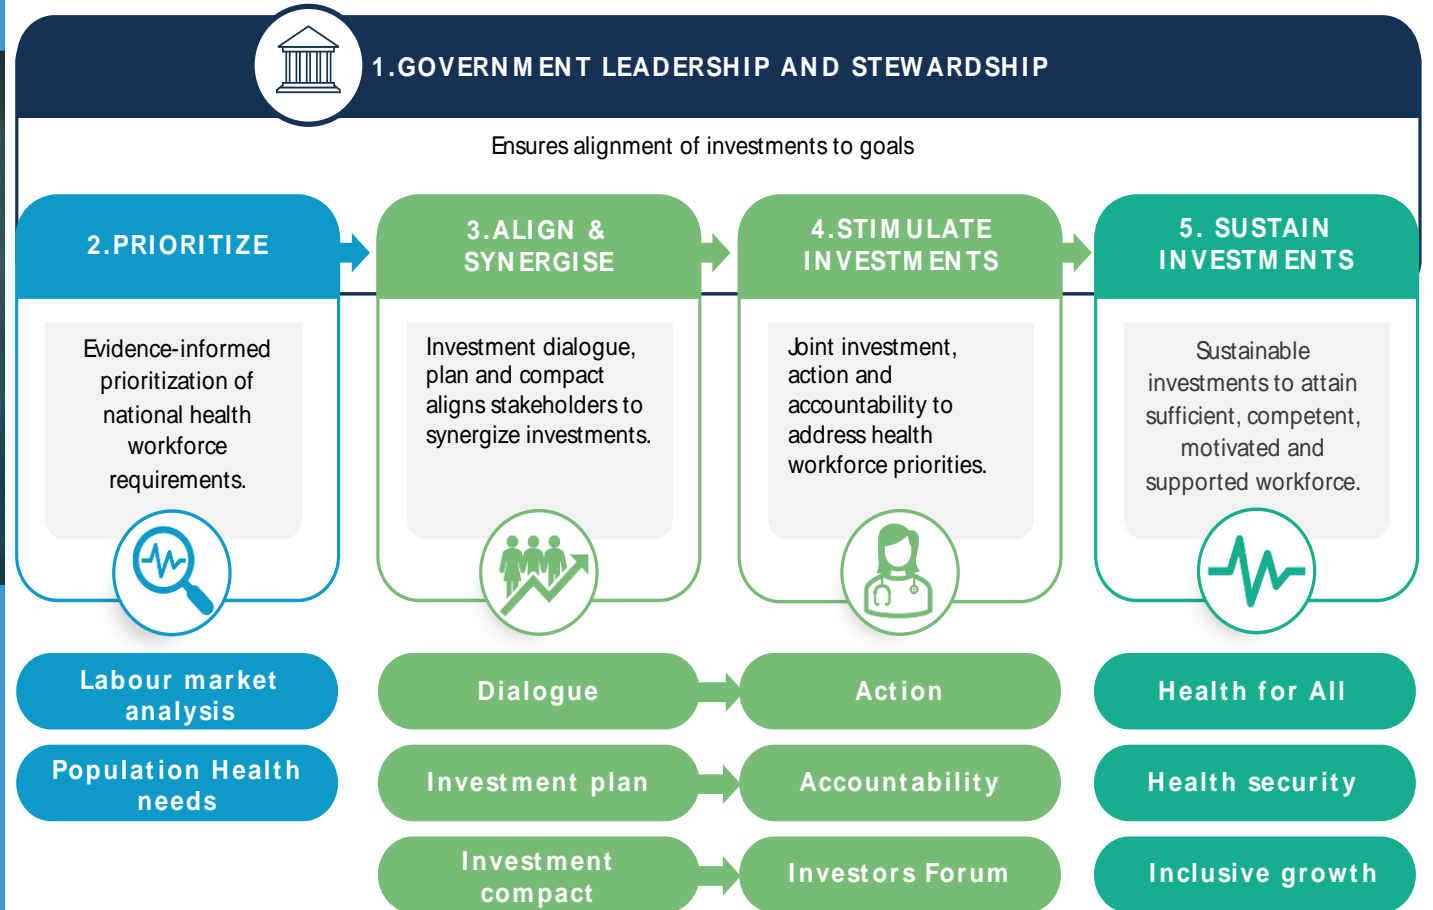 1.GOVERNMENT LEADERSHIP AND STEWARDSHIP
Ensures alignment of investments to goals
2.PRIORITIZE
Evidence-informed
prioritization of
national health
workforce
requirements.
Labour market
analysis
Population Health
needs
3.ALIGN &
SYNERGISE
Investment dialogue,
plan and compact
aligns stakeholders to
synergize investments.
Dialogue
Investment plan
Investment
compact
4.STIMULATE
INVESTMENTS
Joint investment,
action and
accountability to
address health
workforce priorities.
Action
Accountability
Investors Forum
5. SUSTAIN
INVESTMENTS
Sustainable
investments to attain
sufficient, competent,
motivated and
supported workforce.
Health for All
Health security
Inclusive growth